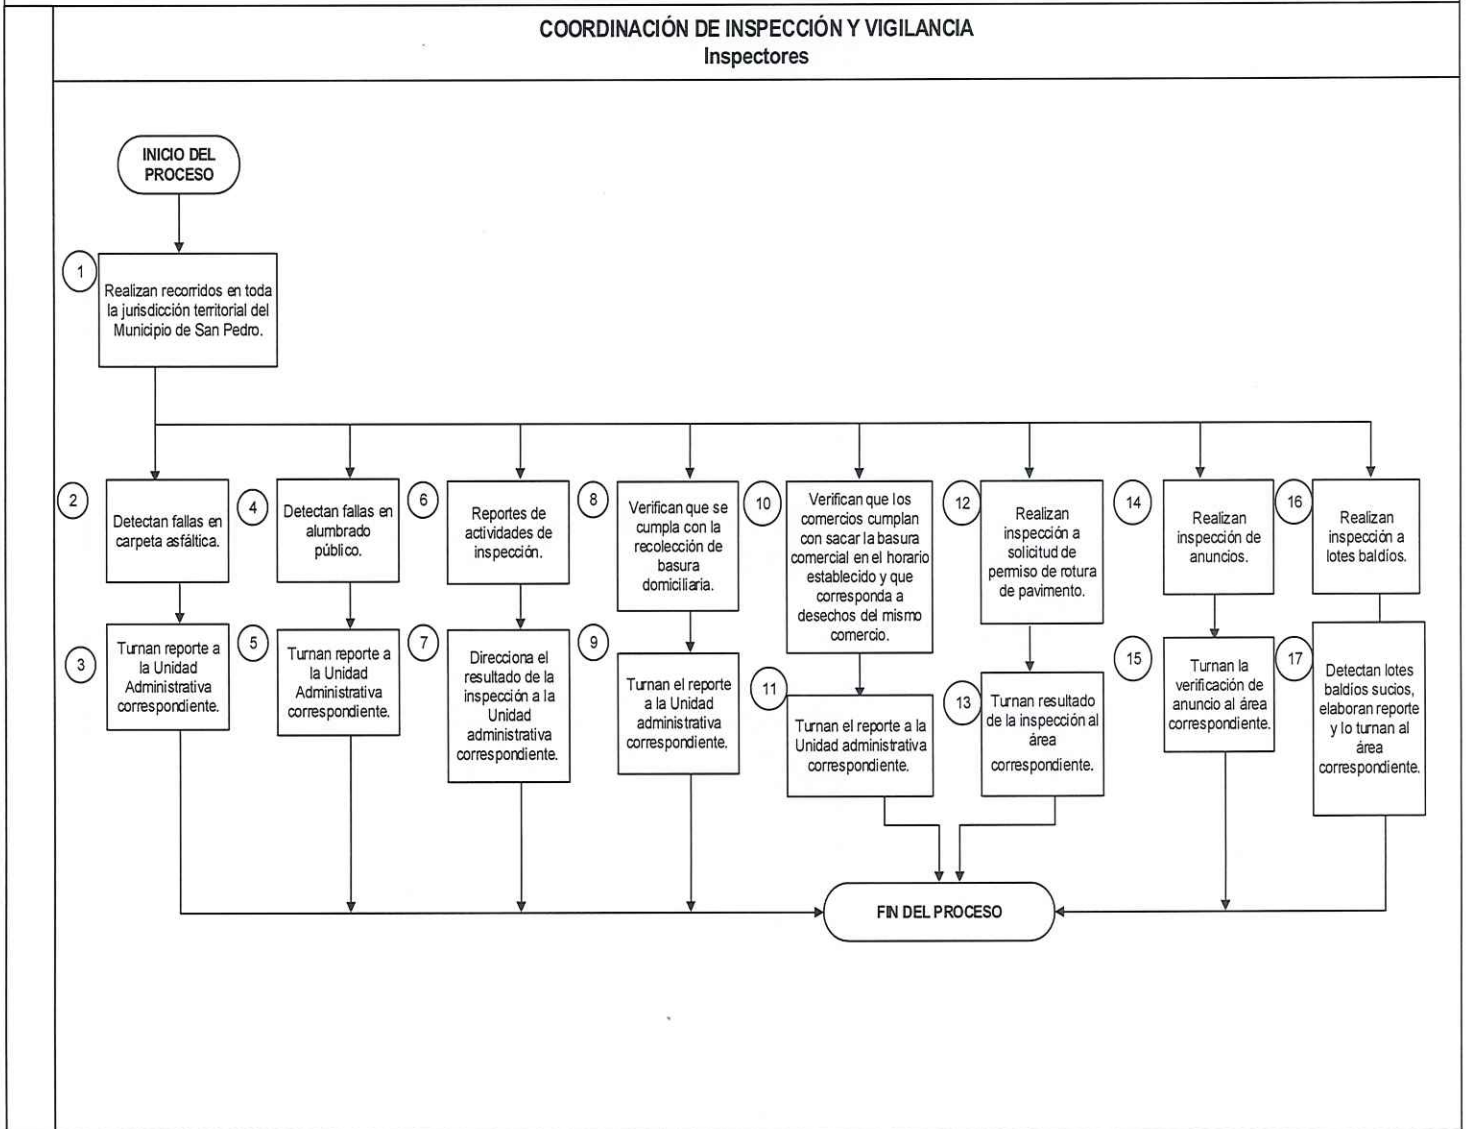 COORDINACIÓN DE INSPECCIÓN Y VIGILANCIA
Inspectores
INICIO DEL
PROCESO
1
Realizan recorridos en toda
la jurisdicción territorial del
Municipio de San Pedro.
2
Detectan fallas en
carpeta asfáltica.
3
Turnan reporte a
la Unidad
Administrativa
correspondiente.
4
Detectan fallas en
alumbrado
público.
5
Turnan reporte a
la Unidad
Administrativa
correspondiente.
6
Reportes de
actividades de
inspección.
7
Direcciona el
resultado de la
inspección a la
Unidad
administrativa
correspondiente.
8
Verifican que se
cumpla con la
recolección de
basura
domiciliaria.
9
Turnan el reporte
a la Unidad
administrativa
correspondiente.
10
Verifican que los
comercios cumplan
con sacar la basura
comercial en el horario
establecido y que
corresponda a
desechos del mismo
comercio.
11
Turnan el reporte a la
Unidad administrativa
correspondiente.
12
Realizan
inspección a
solicitud de
permiso de rotura
de pavimento.
13
Turnan resultado
de la inspección al
área
correspondiente.
14
Realizan
inspección de
anuncios.
15
Turnan la
verificación de
anuncio al área
correspondiente.
16
Realizan
inspección a
lotes baldíos.
17
Detectan lotes
baldíos sucios,
elaboran reporte
y lo turnan al
área
correspondiente.
FIN DEL PROCESO